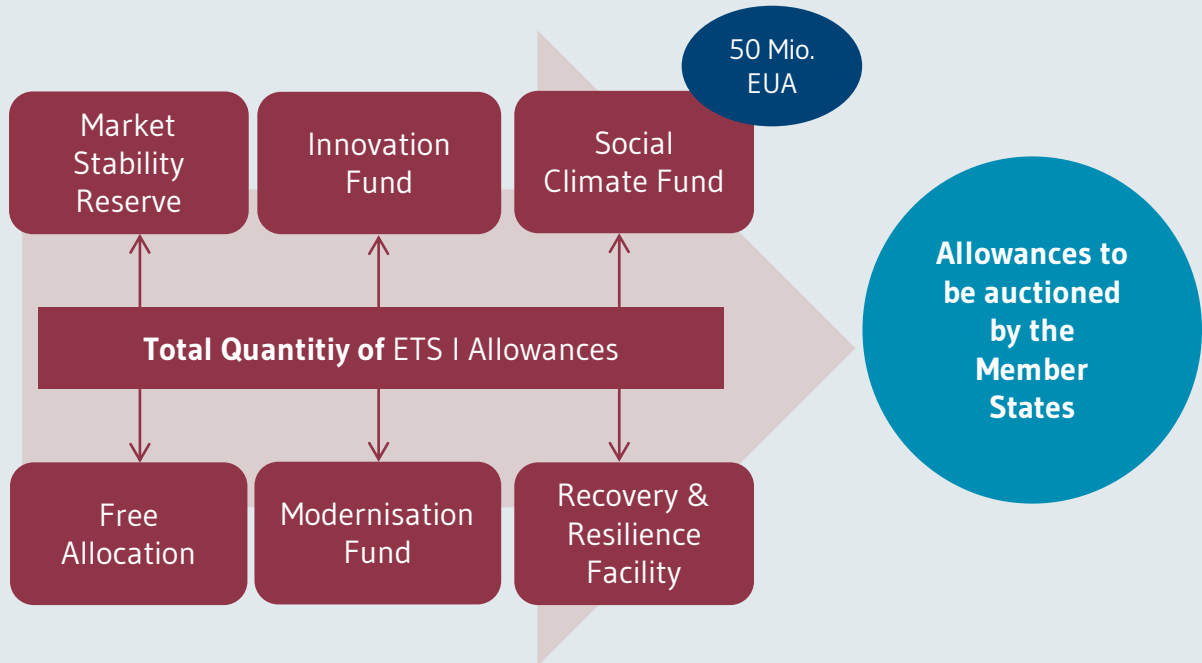 50 Mio.
EUA
Market
Stability
Reserve
Innovation
Fund
Social
Climate Fund
Total Quantitiy of ETS I Allowances
Free
Allocation
Modernisation
Fund
Recovery &
Resilience
Facility
Allowances to
be auctioned
by the
Member
States